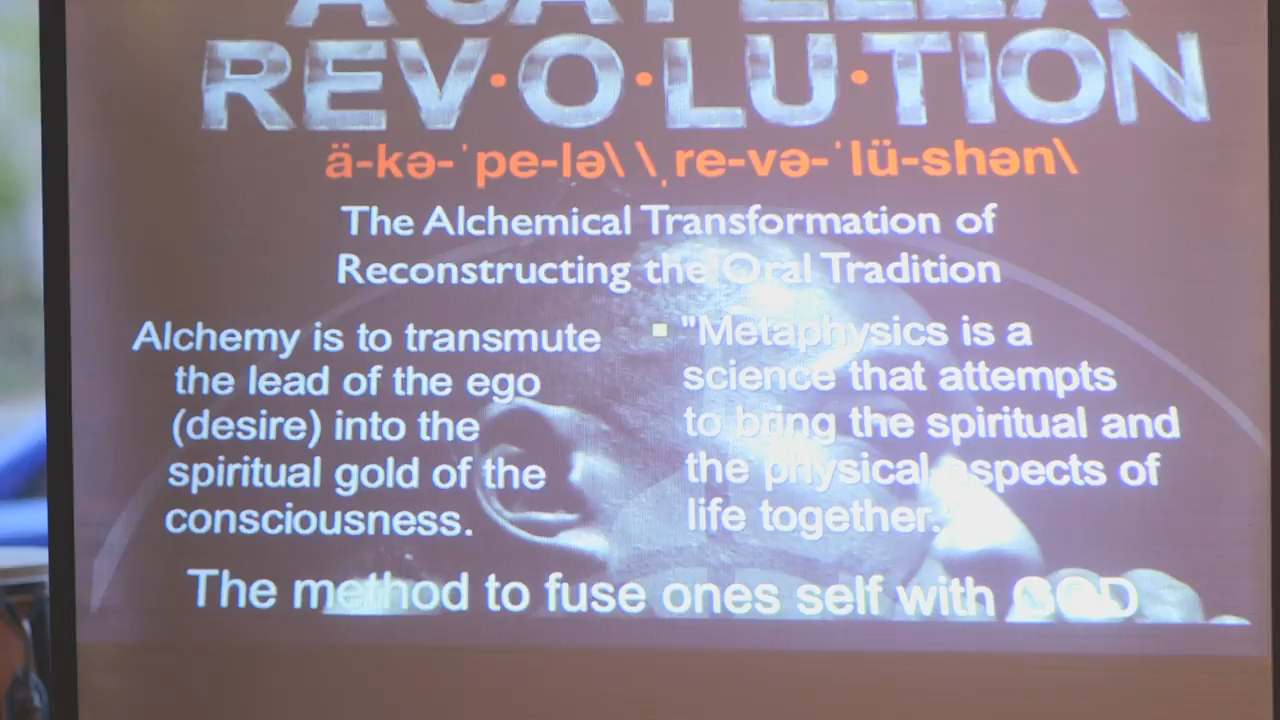 A CAPELLA
REV·O·LU·TION
ä-kə-ˈpe-lə\ \ˌre-və-ˈlü-shən\
The Alchemical Transformation of
Reconstructing the Oral Tradition
Alchemy is to transmute
the lead of the ego
(desire) into the
spiritual gold of the
consciousness.
"Metaphysics is a
science that attempts
to bring the spiritual and
the physical aspects of
life together.
The method to fuse ones self with GOD